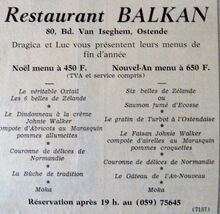 Restaurant BALKAN
80, Bd. Van Iseghem, Ostende
Dragica et Luc vous présentent leurs menus de
fin d'année
Noël menu à 450 F.
Nouvel-An menu à 650 F.
(TVA et service compris)
Le véritable Oxtail
Les 6 belles de Zélande
Le Dindonneau à la crème
Johnie Walker
compote d'Abricots au Marasquin
pommes allumettes
Couronne de délices de
Normandie
La Bûche de tradition
Moka
Six belles de Zélande
ou
Saumon fumé d'Ecosse
Le gratin de Turbot à l'Ostendaise
Le Faisan Johnie Walker
compote d'Airelles au Marasquin
pommes croquettes
Couronne de délices de
Normandie
Le Gâteau de l'An-Nouveau
Moka
Réservation après 19 h. au (059) 75645
(7157)